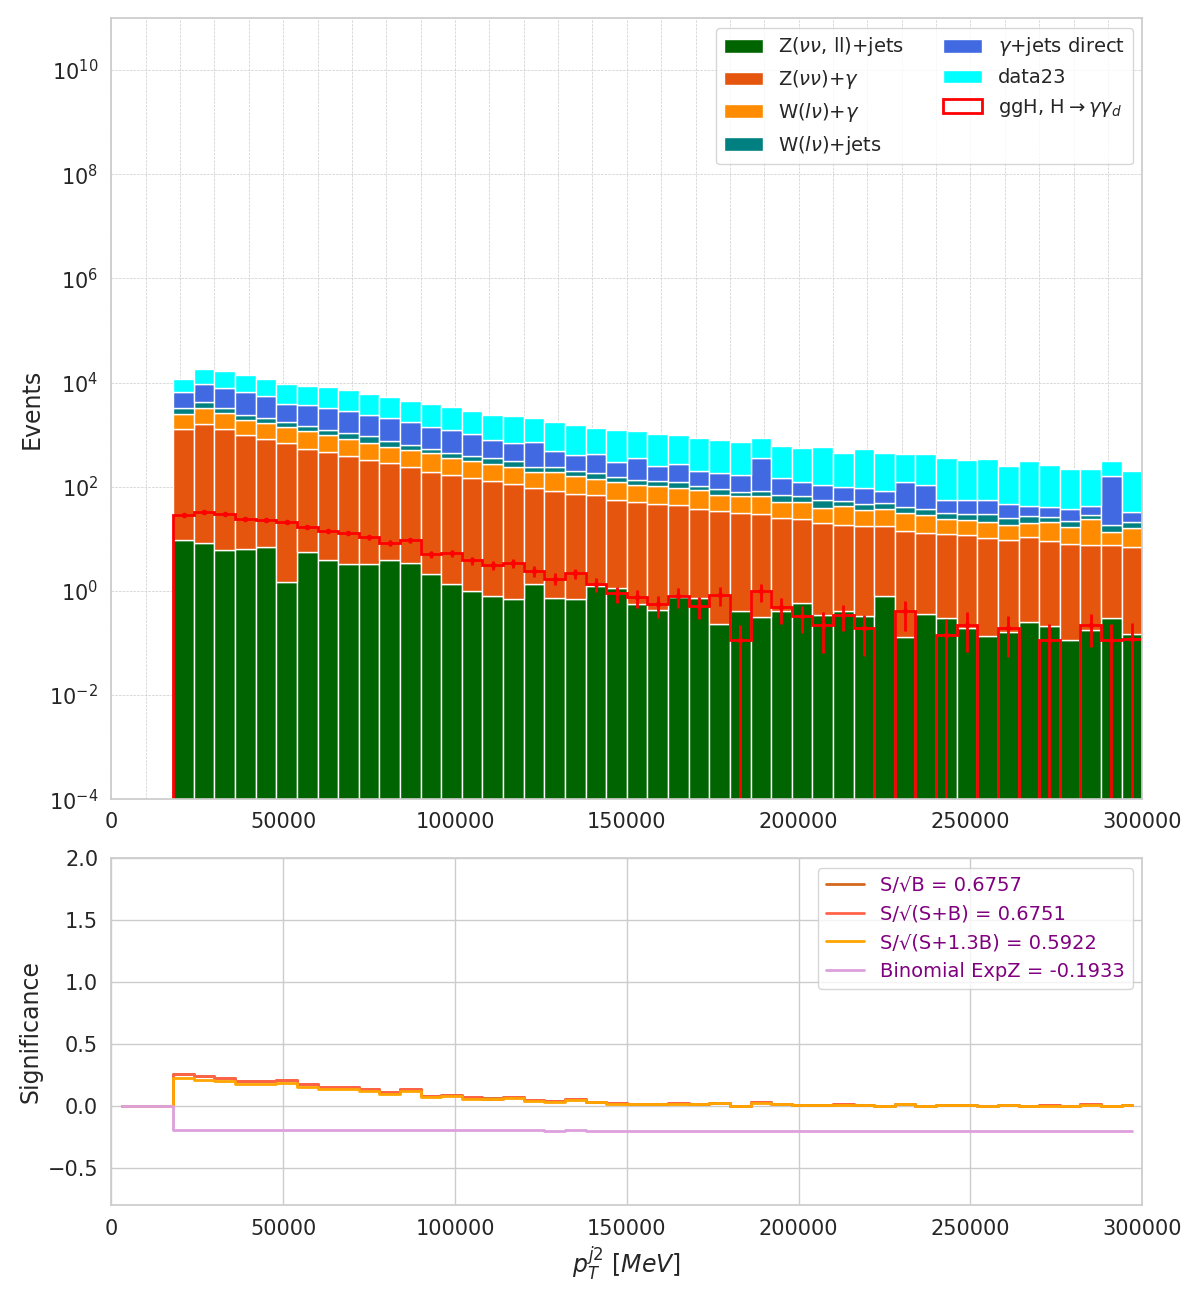 Z(νν, ll)+jets
Z(νν)+γ
W(lν)+γ
W(lν)+jets
γ+jets direct
data23
ggH, H→γγ_d
Events
10^10
10^8
10^6
10^4
10^2
10^0
10^−2
10^−4
0 50000 100000 150000 200000 250000 300000
S/√B = 0.6757
S/√(S+B) = 0.6751
S/√(S+1.3B) = 0.5922
Binomial ExpZ = -0.1933
Significance
2.0
1.5
1.0
0.5
0.0
−0.5
0 50000 100000 150000 200000 250000 300000
p_T^{j2} [MeV]